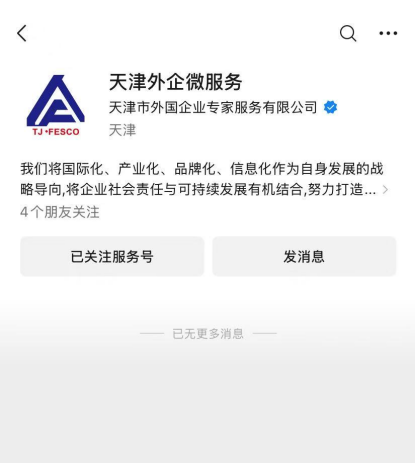 天津外企微服务
天津市外国企业专家服务有限公司
TJ•FESCO
天津
我们将国际化、产业化、品牌化、信息化作为自身发展的战
略导向,将企业社会责任与可持续发展有机结合,努力打造...
4个朋友关注
已关注服务号
发消息
已无更多消息